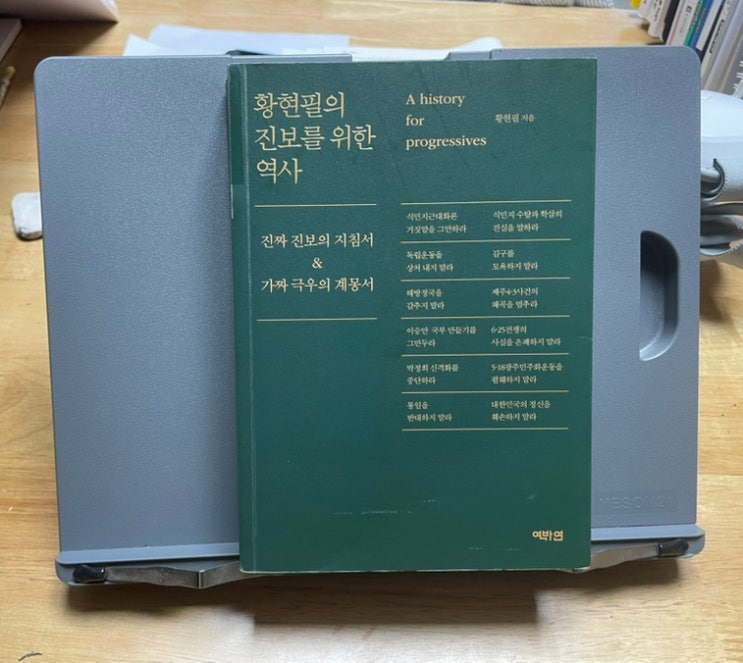 황현필의
진보를 위한
역사
A history
for
progressives
황현필 지음
진짜 진보의 지침서
&
가짜 극우의 계몽서
식민지근대화론
거짓말을 그만하라
식민지 수탈과 학살의
진실을 말하라
독립운동을
상처 내지 말라
김구를
모욕하지 말라
해방정국을
감추지 말라
제주4·3사건의
왜곡을 멈추라
이승만 국부 만들기를
그만두라
6·25전쟁의
사실을 은폐하지 말라
박정희 신격화를
중단하라
5·18광주민주화운동을
폄훼하지 말라
통일을
반대하지 말라
대한민국의 정신을
훼손하지 말라
역바연